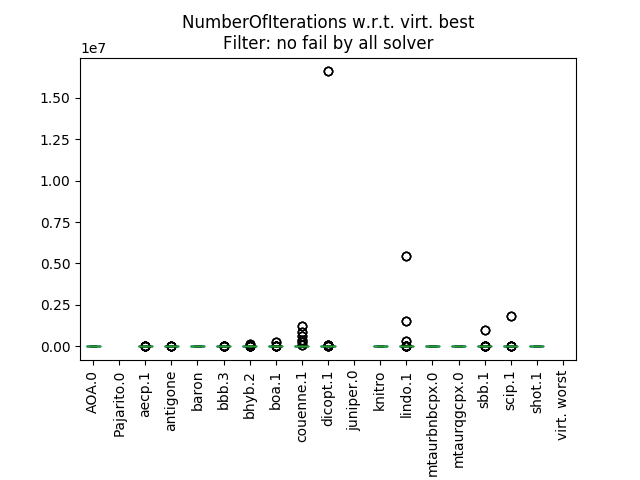 NumberOfIterations w.r.t. virt. best
Filter: no fail by all solver
1e7
1.50
1.25
1.00
0.75
0.50
0.25
0.00
AOA.0
Pajarito.0
aecp.1
antigone
baron
bbb.3
bhyb.2
boa.1
couenne.1
dicopt.1
juniper.0
knitro
lindo.1
mtaurbnbcpx.0
mtaurqgcpx.0
sbb.1
scip.1
shot.1
virt. worst